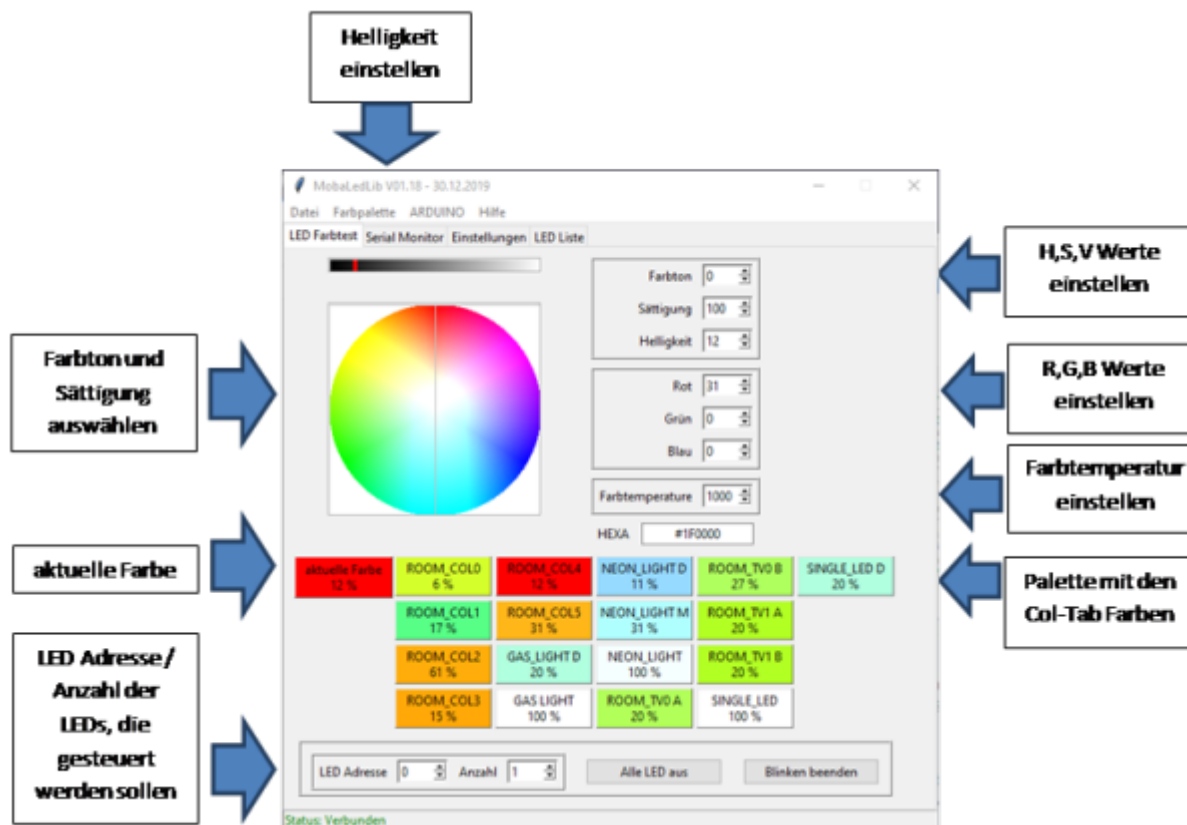 Helligkeit
einstellen
MobaLedLib V01.18 - 30.12.2019
Datei Farbpalette ARDUINO Hilfe
LED Farbtest Serial Monitor Einstellungen LED Liste
Farbton 0
Sättigung 100
Helligkeit 12
Rot 31
Grün 0
Blau 0
Farbtemperature 1000
HEXA #1F0000
aktuelle Farbe
12 %
ROOM_COL0
6 %
ROOM_COL4
12 %
NEON_LIGHT D
11 %
ROOM_TV0 B
27 %
SINGLE_LED D
20 %
ROOM_COL1
17 %
ROOM_COL5
31 %
NEON_LIGHT M
31 %
ROOM_TV1 A
20 %
ROOM_COL2
61 %
GAS_LIGHT D
20 %
NEON_LIGHT
100 %
ROOM_TV1 B
20 %
ROOM_COL3
15 %
GAS LIGHT
100 %
ROOM_TV0 A
20 %
SINGLE_LED
100 %
LED Adresse 0 Anzahl 1 Alle LED aus Blinken beenden
Status: Verbunden
Farbton und
Sättigung
auswählen
aktuelle Farbe
LED Adresse /
Anzahl der
LEDs, die
gesteuert
werden sollen
H,S,V Werte
einstellen
R,G,B Werte
einstellen
Farbtemperatur
einstellen
Palette mit den
Col-Tab Farben